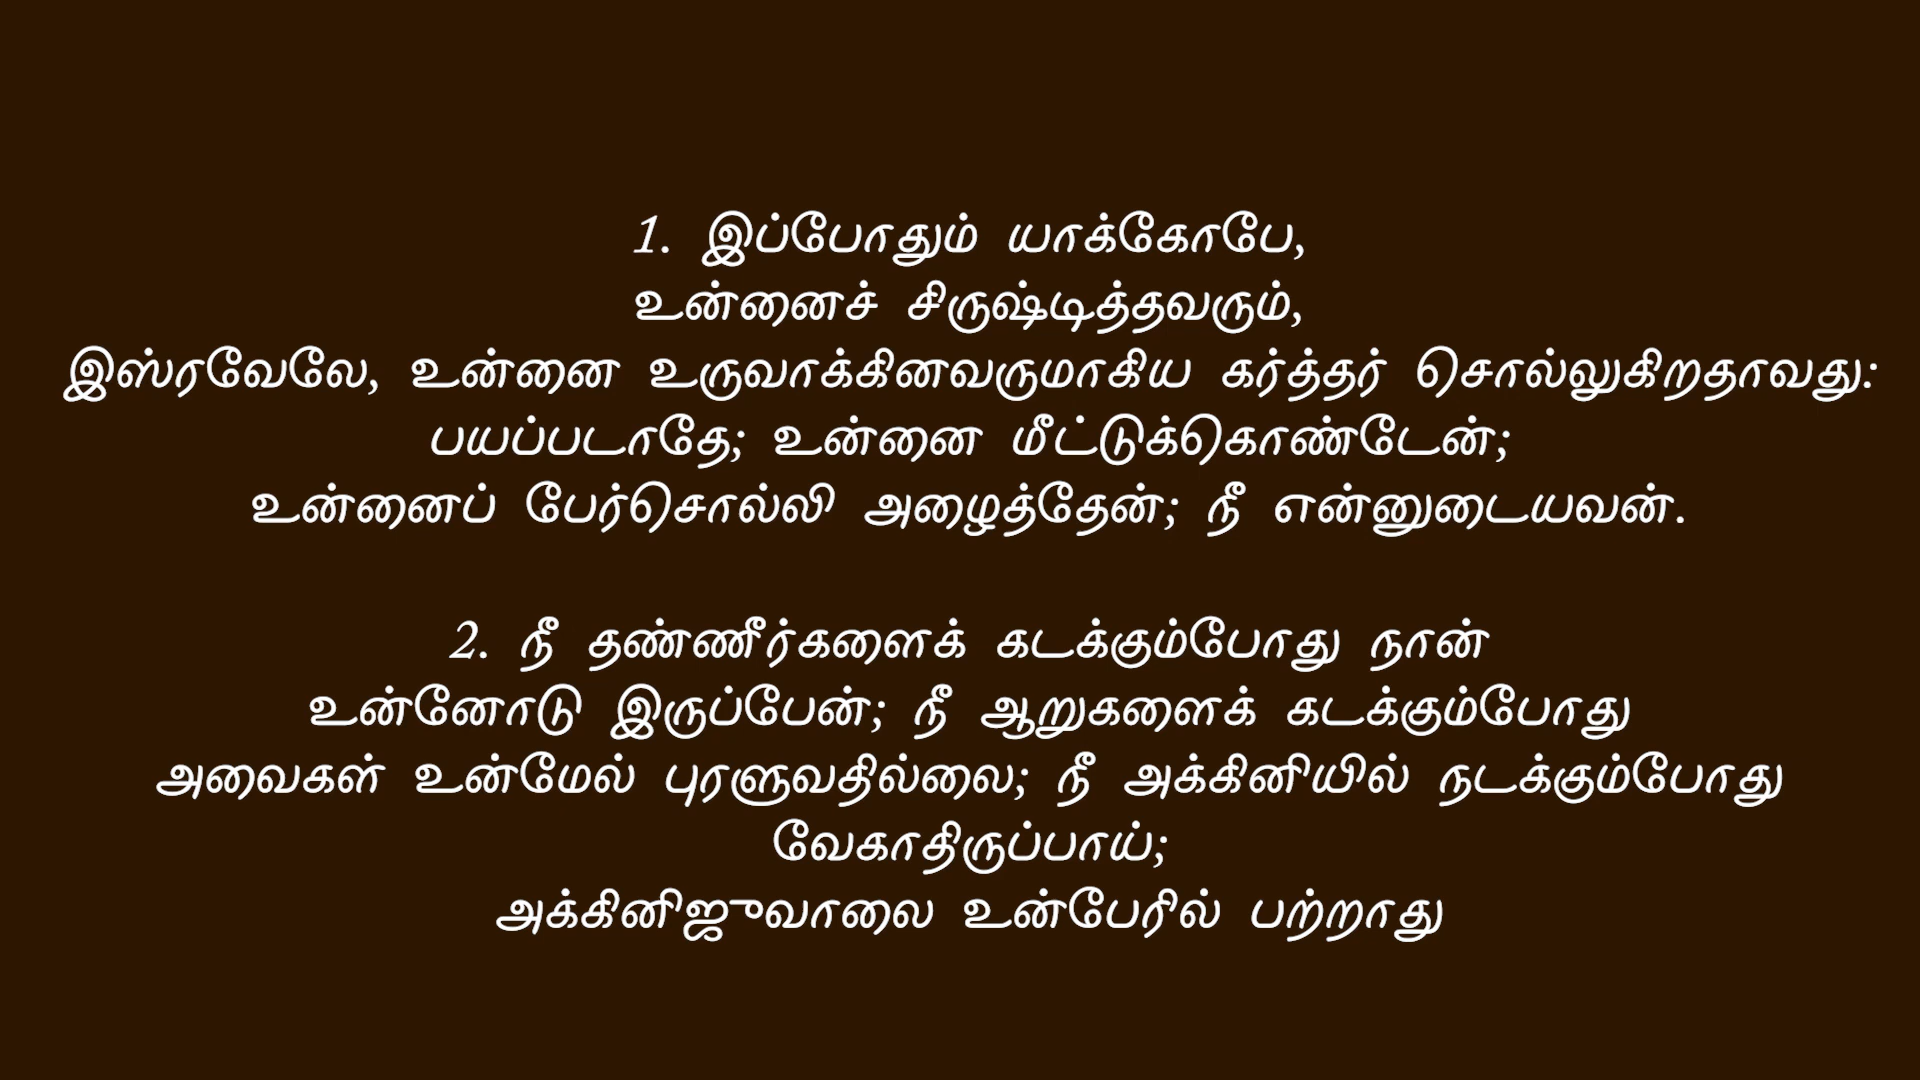 1. இப்போதும் யாக்கோபே,
உன்னைச் சிருஷ்டித்தவரும்,
இஸ்ரவேலே, உன்னை உருவாக்கினவருமாகிய கர்த்தர் சொல்லுகிறதாவது:
பயப்படாதே; உன்னை மீட்டுக்கொண்டேன்;
உன்னைப் பேர்சொல்லி அழைத்தேன்; நீ என்னுடையவன்.
2. நீ தண்ணீர்களைக் கடக்கும்போது நான்
உன்னோடு இருப்பேன்; நீ ஆறுகளைக் கடக்கும்போது
அவைகள் உன்மேல் புரளுவதில்லை; நீ அக்கினியில் நடக்கும்போது
வேகாதிருப்பாய்;
அக்கினிஜுவாலை உன்பேரில் பற்றாது